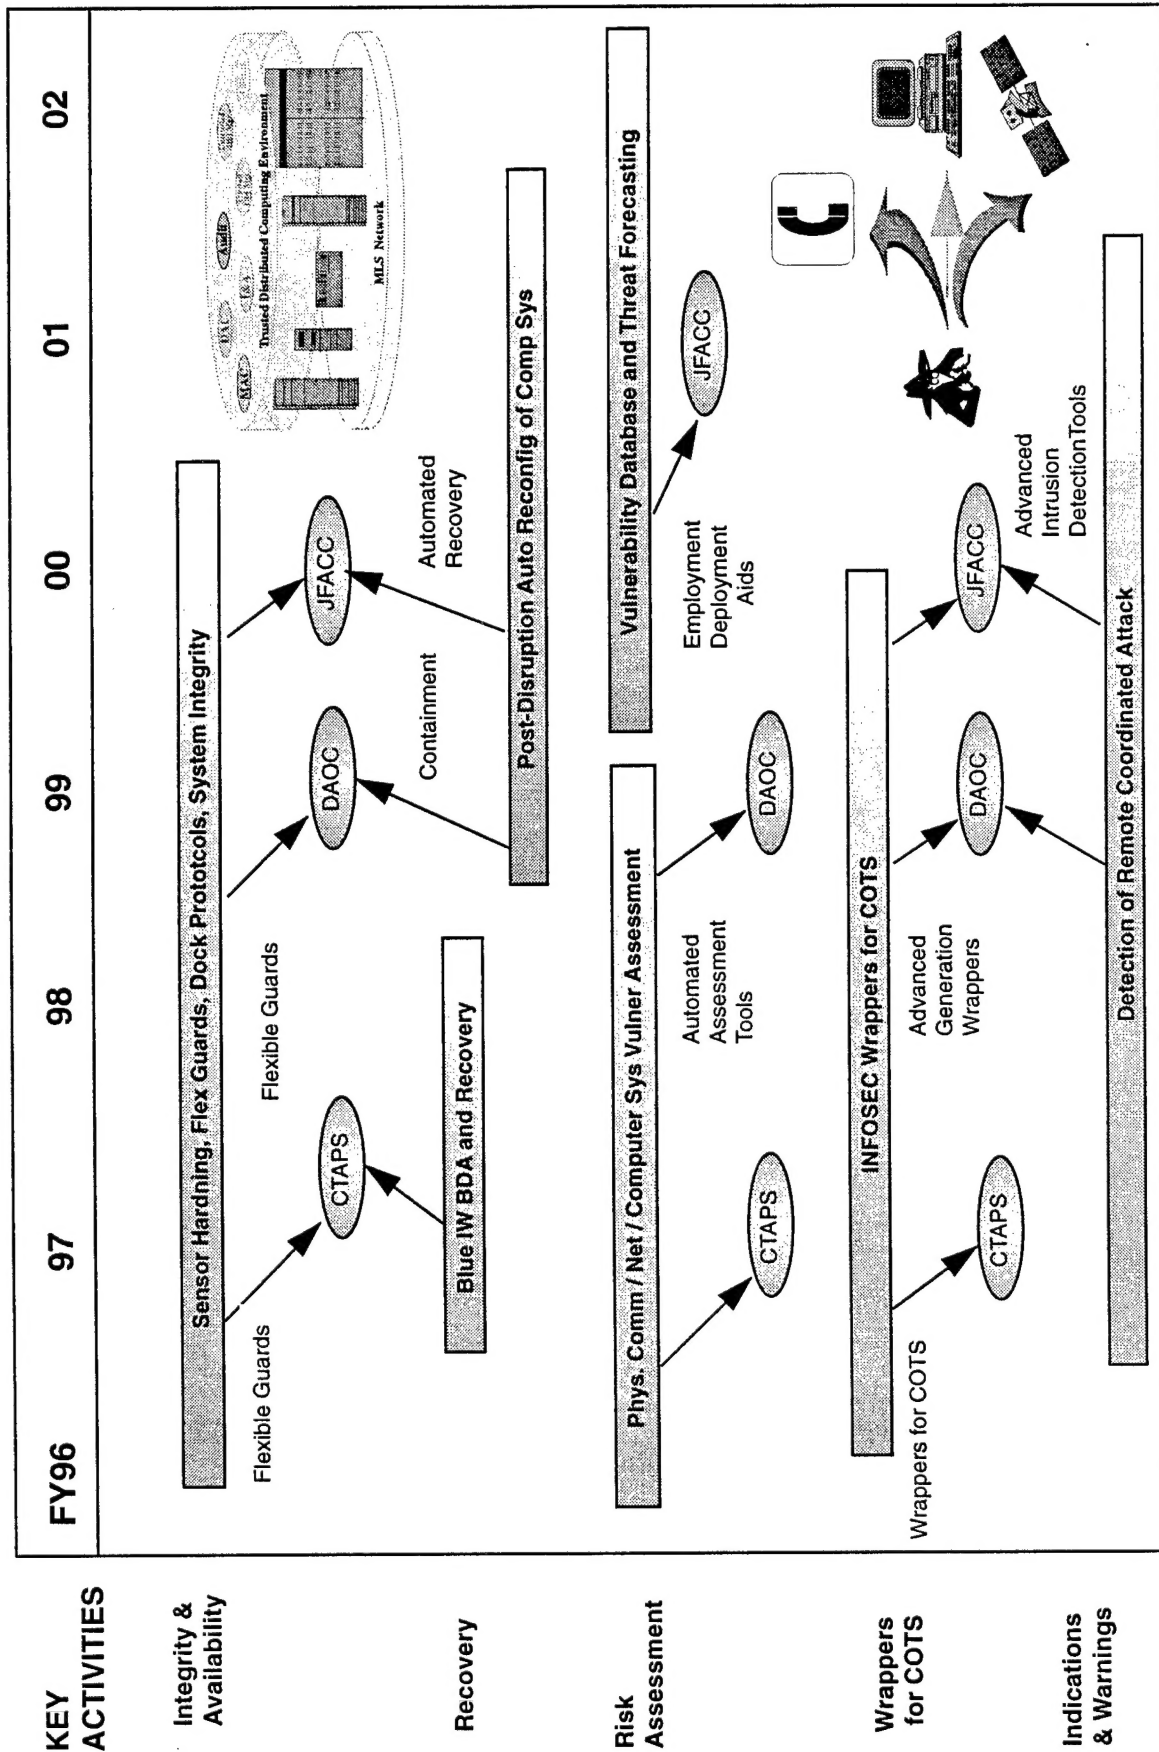 KEY
ACTIVITIES
FY96
97
98
99
00
01
02
Integrity &
Availability
Sensor Hardning, Flex Guards, Dock Prototcols, System Integrity
Flexible Guards
Flexible Guards
CTAPS
DAOC
JFACC
MAC
DAC
I&A
Audit
Trusted Distributed Computing Environment
MLS Network
Recovery
Containment
Automated
Recovery
Blue IW BDA and Recovery
Post-Disruption Auto Reconfig of Comp Sys
Risk
Assessment
Phys. Comm / Net / Computer Sys Vulner Assessment
Vulnerability Database and Threat Forecasting
Automated
Assessment
Tools
Employment
Deployment
Aids
CTAPS
DAOC
JFACC
Wrappers
for COTS
INFOSEC Wrappers for COTS
Wrappers for COTS
Advanced
Generation
Wrappers
CTAPS
DAOC
JFACC
Advanced
Intrusion
DetectionTools
Indications
& Warnings
Detection of Remote Coordinated Attack